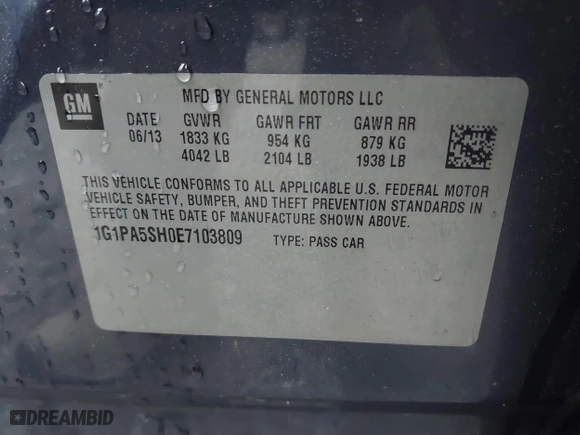 GM
MFD BY GENERAL MOTORS LLC
DATE GVWR GAWR FRT GAWR RR
06/13 1833 KG 954 KG 879 KG
4042 LB 2104 LB 1938 LB
THIS VEHICLE CONFORMS TO ALL APPLICABLE U.S. FEDERAL MOTOR
VEHICLE SAFETY, BUMPER, AND THEFT PREVENTION STANDARDS IN
EFFECT ON THE DATE OF MANUFACTURE SHOWN ABOVE.
1G1PA5SH0E7103809 TYPE: PASS CAR
DREAMBID